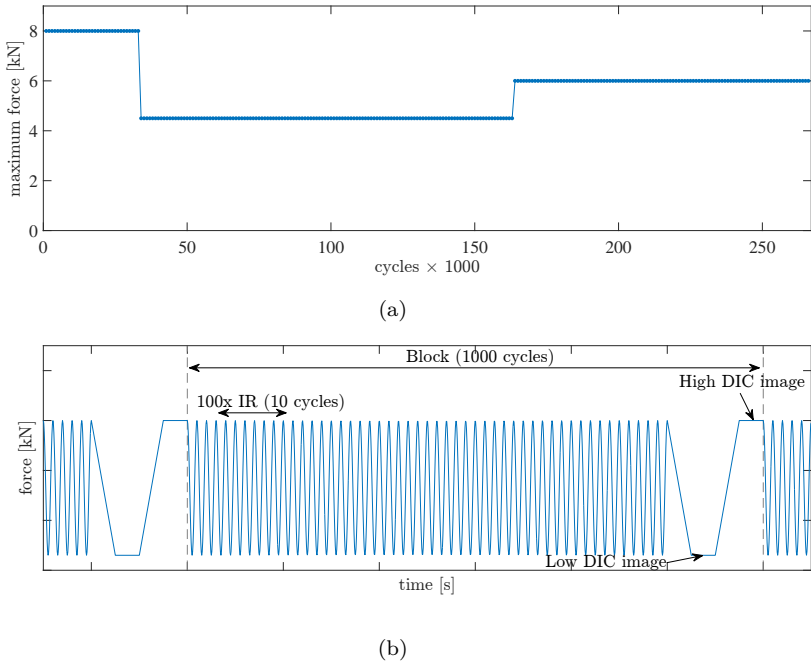 8
6
4
2
0
maximum force [kN]
0 50 100 150 200 250
cycles × 1000
(a)
Block (1000 cycles)
High DIC image
100x IR (10 cycles)
force [kN]
Low DIC image
time [s]
(b)